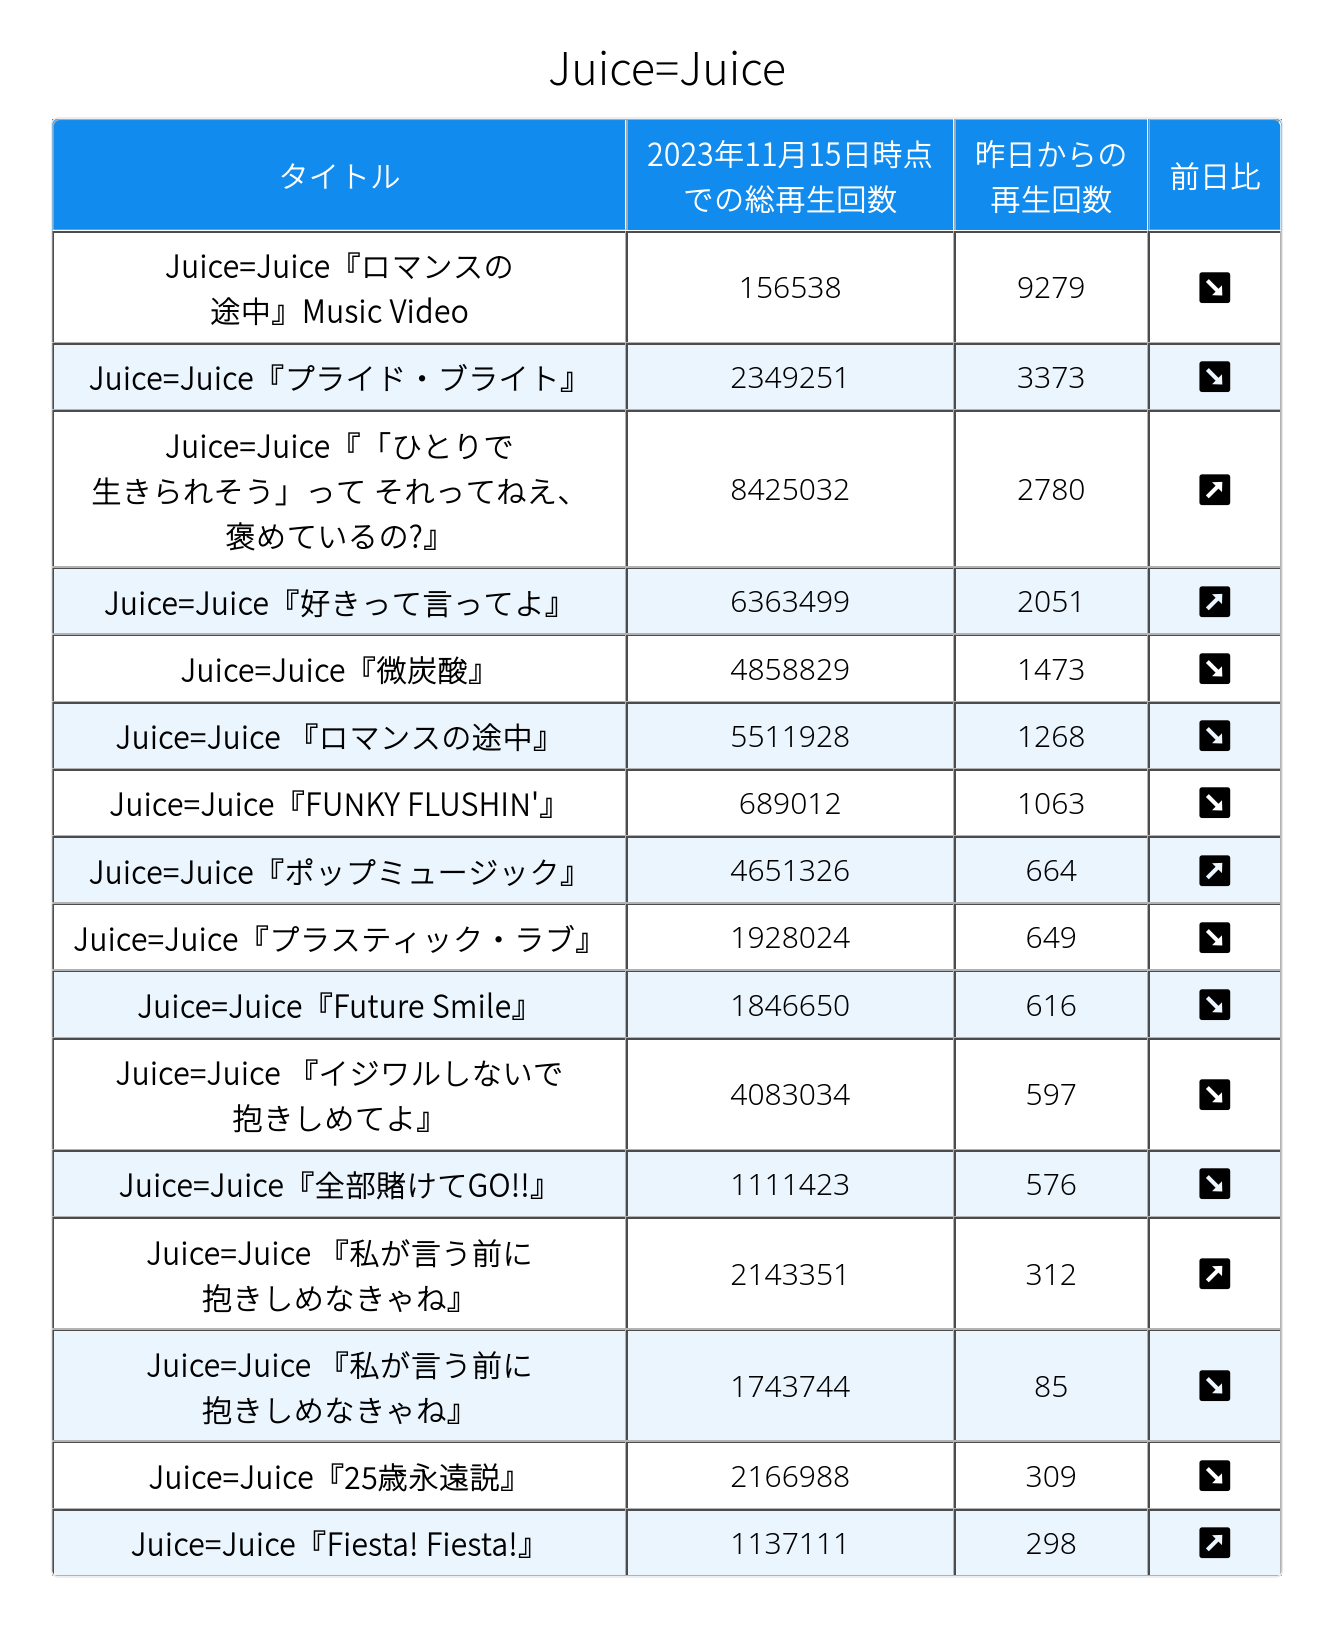 Juice=Juice
タイトル
2023年11月15日時点
での総再生回数
昨日からの
再生回数
前日比
Juice=Juice『ロマンスの
途中』Music Video
156538
9279
Juice=Juice『プライド・ブライト』
2349251
3373
Juice=Juice『「ひとりで
生きられそう」って それってねえ、
褒めているの?』
8425032
2780
Juice=Juice『好きって言ってよ』
6363499
2051
Juice=Juice『微炭酸』
4858829
1473
Juice=Juice 『ロマンスの途中』
5511928
1268
Juice=Juice『FUNKY FLUSHIN'』
689012
1063
Juice=Juice『ポップミュージック』
4651326
664
Juice=Juice『プラスティック・ラブ』
1928024
649
Juice=Juice『Future Smile』
1846650
616
Juice=Juice 『イジワルしないで
抱きしめてよ』
4083034
597
Juice=Juice『全部賭けてGO!!』
1111423
576
Juice=Juice 『私が言う前に
抱きしめなきゃね』
2143351
312
Juice=Juice 『私が言う前に
抱きしめなきゃね』
1743744
85
Juice=Juice『25歳永遠説』
2166988
309
Juice=Juice『Fiesta! Fiesta!』
1137111
298